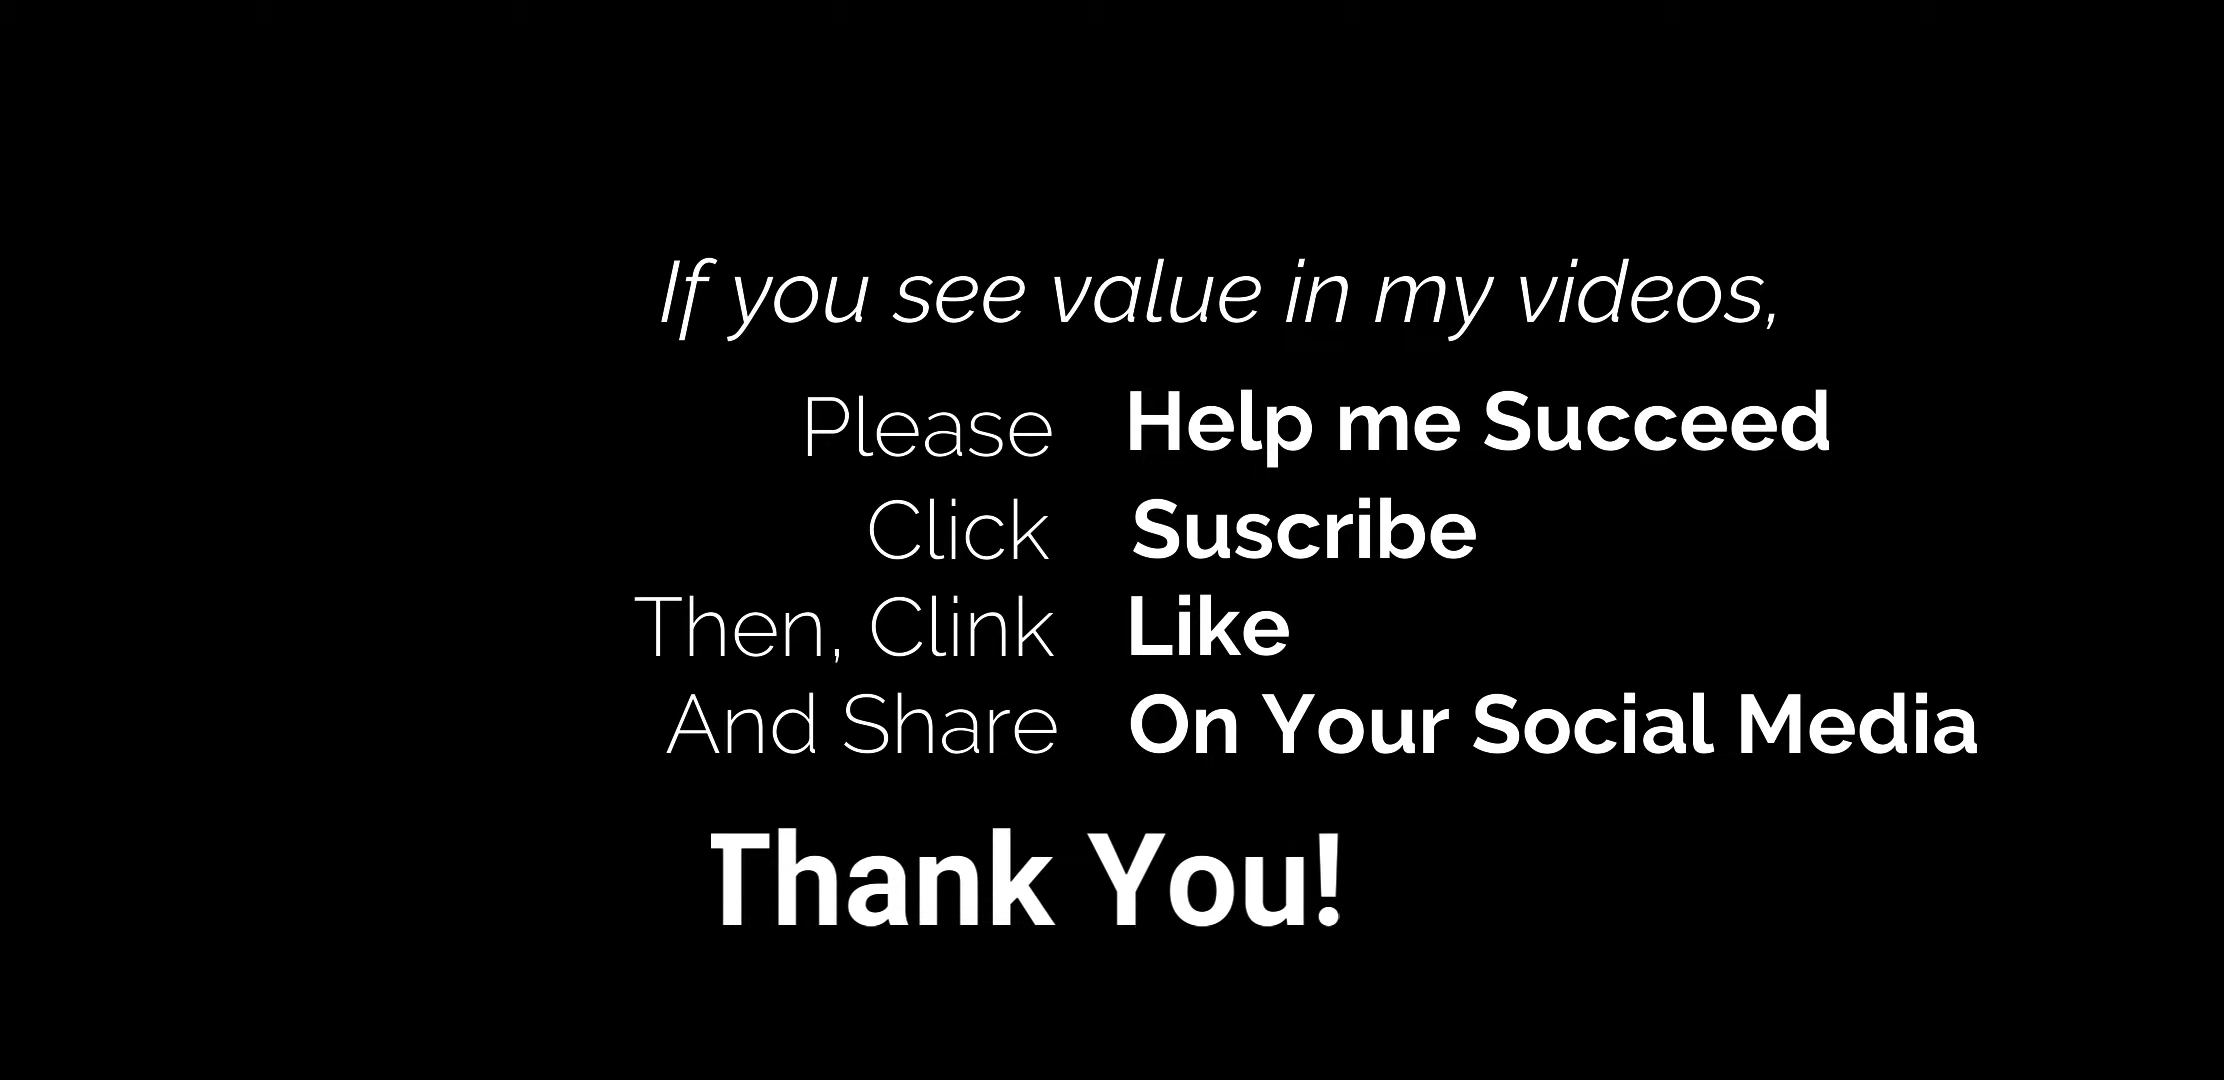 If you see value in my videos,
Please Help me Succeed
Click Suscribe
Then, Clink Like
And Share On Your Social Media
Thank You!